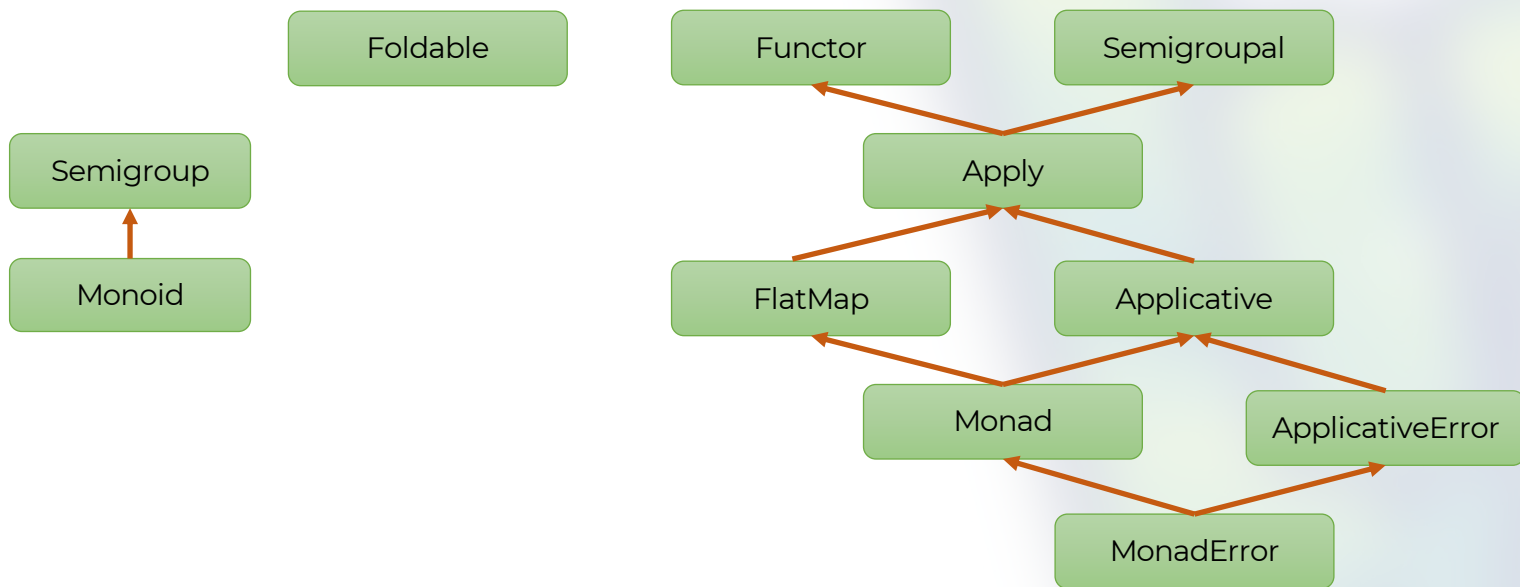 Foldable
Functor
Semigroupal
Semigroup
Apply
Monoid
FlatMap
Applicative
Monad
ApplicativeError
MonadError